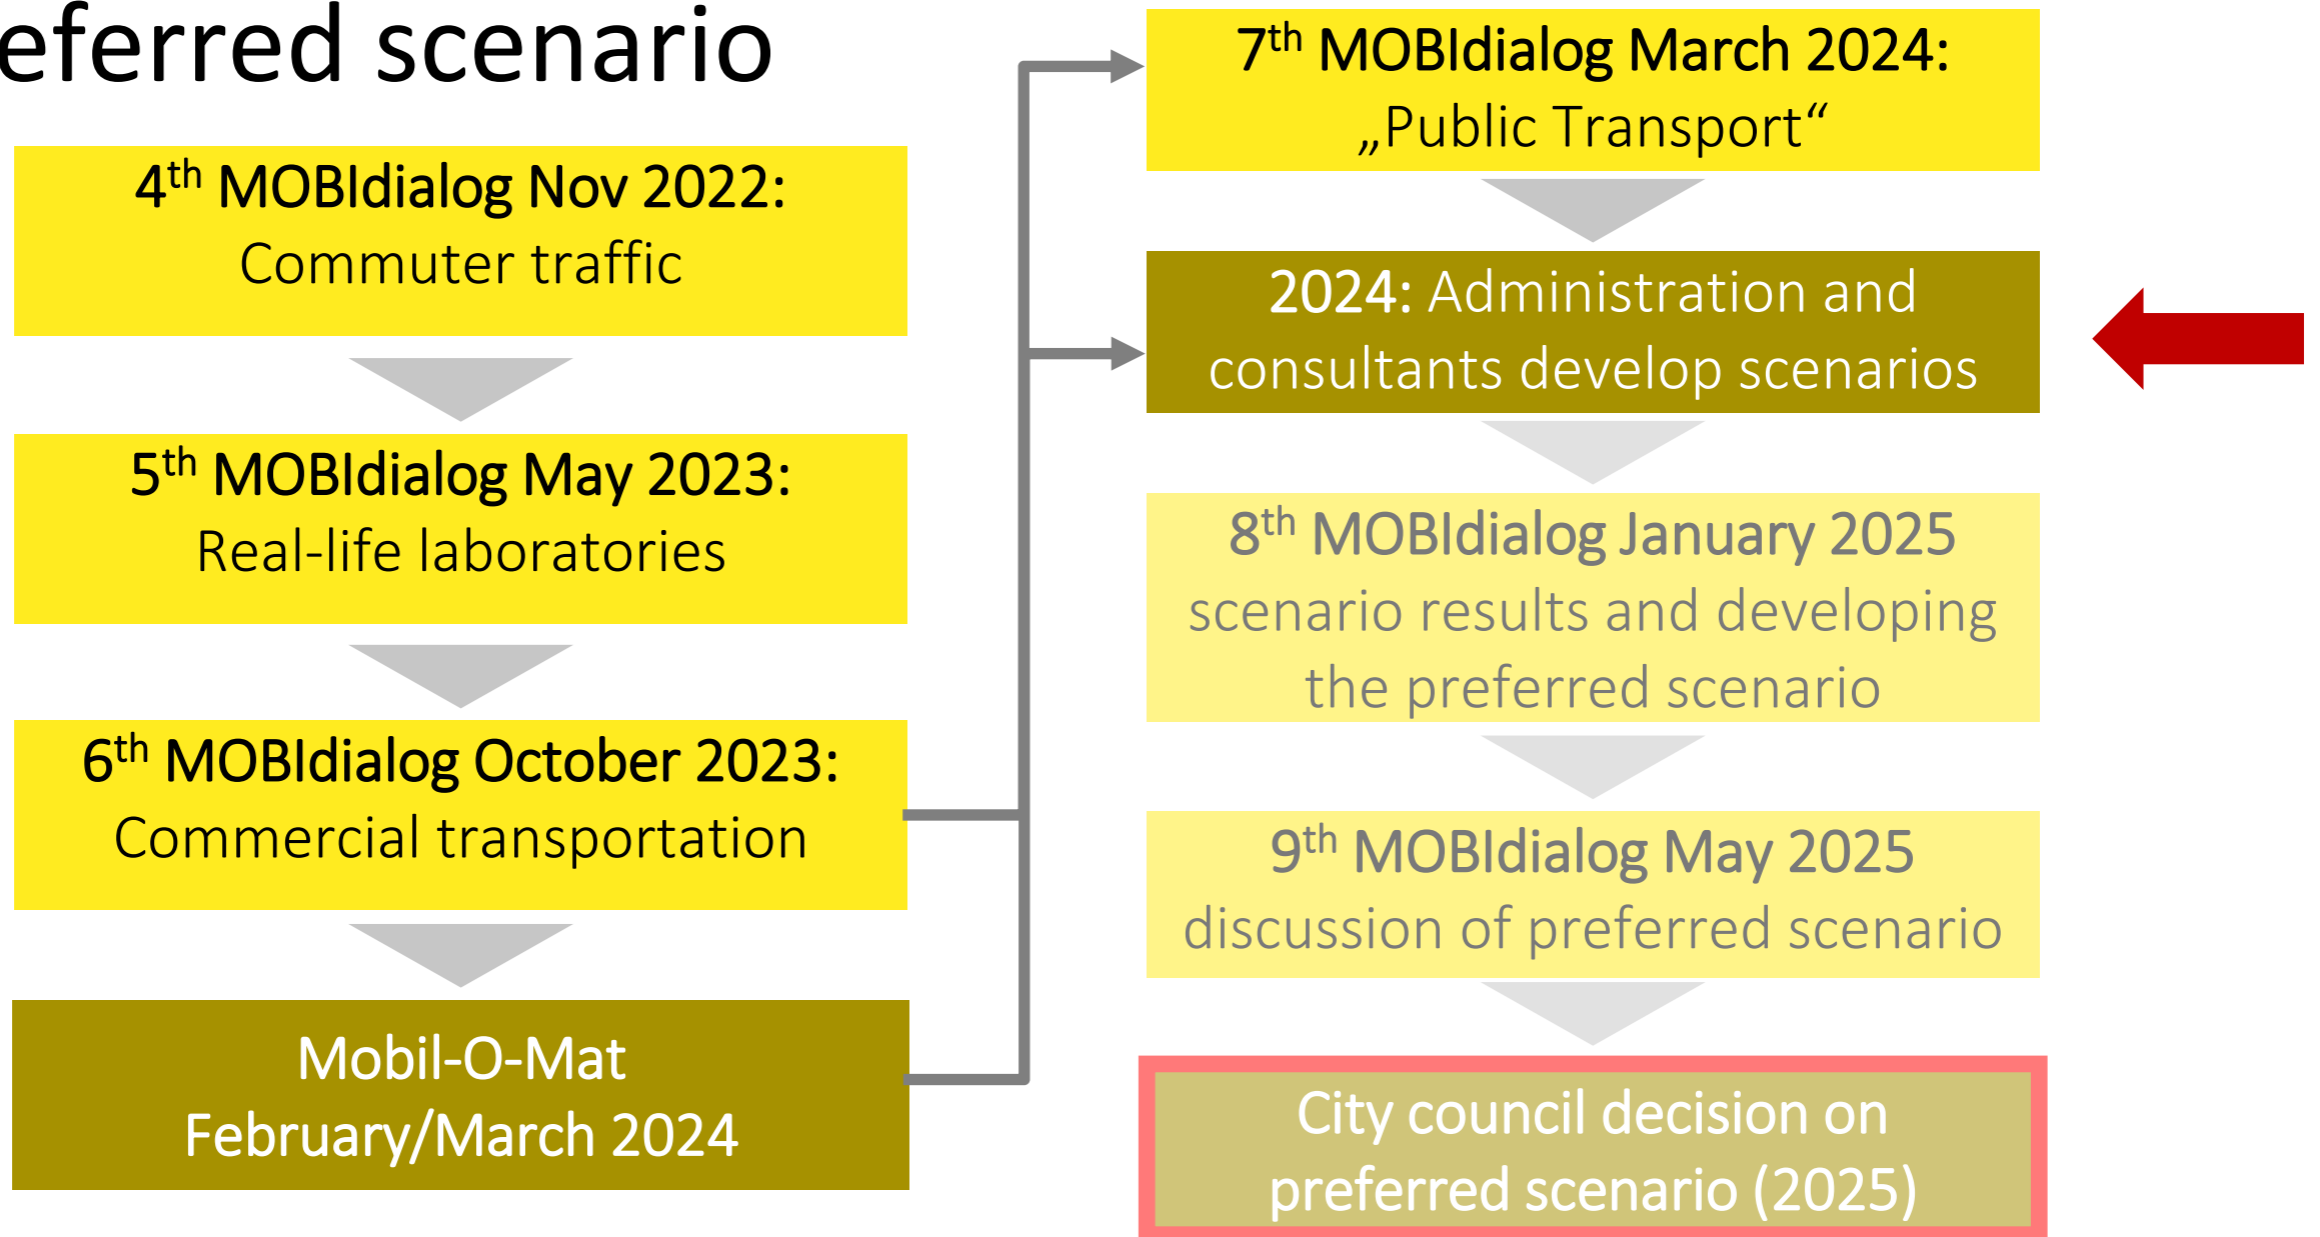 eferred scenario
4th MOBIdialog Nov 2022:
Commuter traffic
5th MOBIdialog May 2023:
Real-life laboratories
6th MOBIdialog October 2023:
Commercial transportation
Mobil-O-Mat
February/March 2024
7th MOBIdialog March 2024:
„Public Transport“
2024: Administration and
consultants develop scenarios
8th MOBIdialog January 2025
scenario results and developing
the preferred scenario
9th MOBIdialog May 2025
discussion of preferred scenario
City council decision on
preferred scenario (2025)